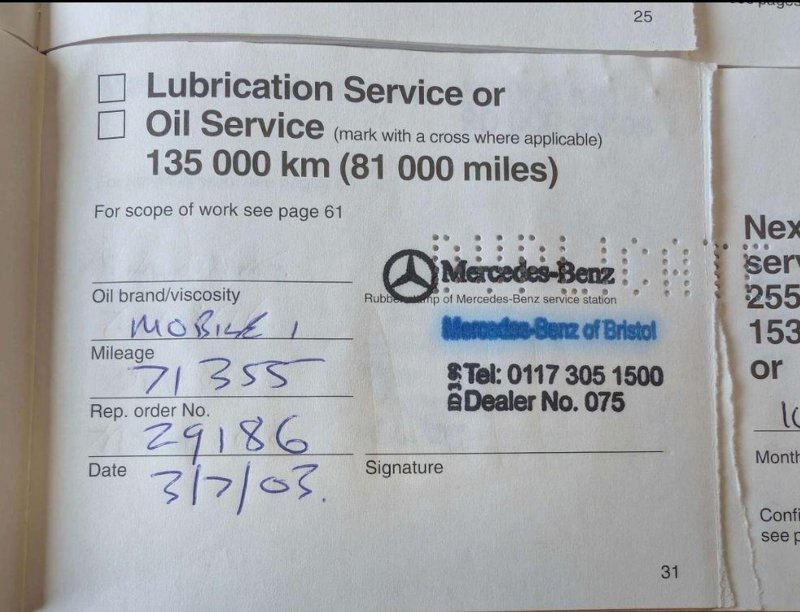 25
Lubrication Service or
Oil Service (mark with a cross where applicable)
135 000 km (81 000 miles)
For scope of work see page 61
DUPLICATE
Mercedes-Benz
Oil brand/viscosity
of Mercedes-Benz service station
MOBILE 1
Mercedes-Benz of Bristol
Mileage
71355
Tel: 0117 305 1500
Dealer No. 075
Rep. order No.
29186
Date
3/7/03.
Signature
31
Nex
serv
255
153
or
Month
Confi
see p